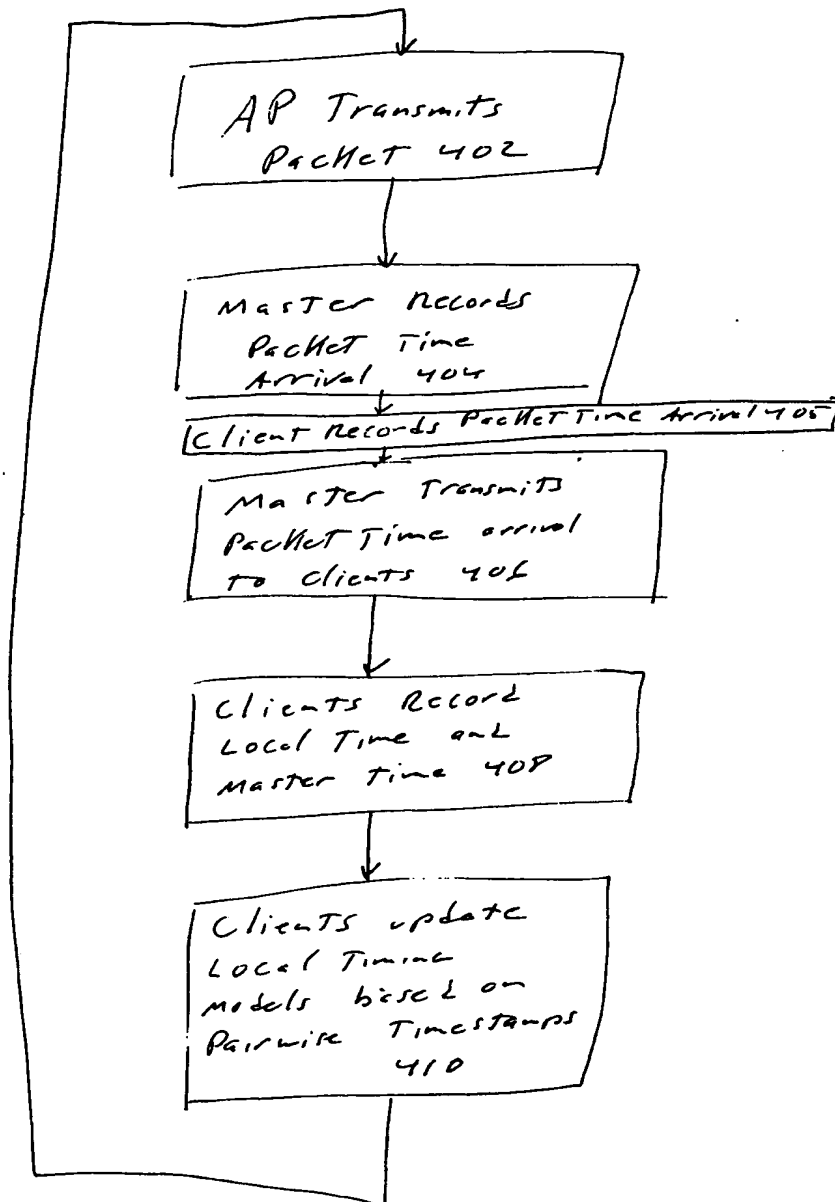 AP Transmits
Packet 402
Master Records
Packet Time
Arrival 404
Client Records Packet Time Arrival 405
Master Transmits
Packet Time arrival
to clients 406
Clients Record
Local Time and
Master time 408
Clients update
Local Timing
Models based on
Pairwise Timestamps
410